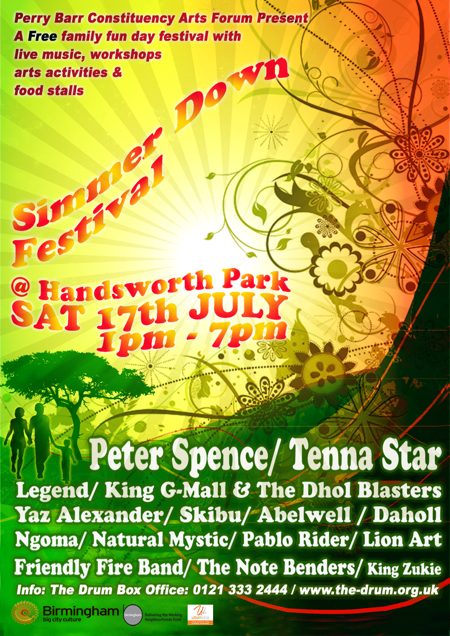 Perry Barr Constituency Arts Forum Present
A Free family fun day festival with
live music, workshops
arts activities &
food stalls
Simmer Down
Festival
@ Handsworth Park
SAT 17th JULY
1pm - 7pm
Peter Spence/ Tenna Star
Legend/ King G-Mall & The Dhol Blasters
Yaz Alexander/ Skibu/ Abelwell / Daholl
Ngoma/ Natural Mystic/ Pablo Rider/ Lion Art
Friendly Fire Band/ The Note Benders/ King Zukie
Info: The Drum Box Office: 0121 333 2444 / www.the-drum.org.uk
Birmingham
big city culture